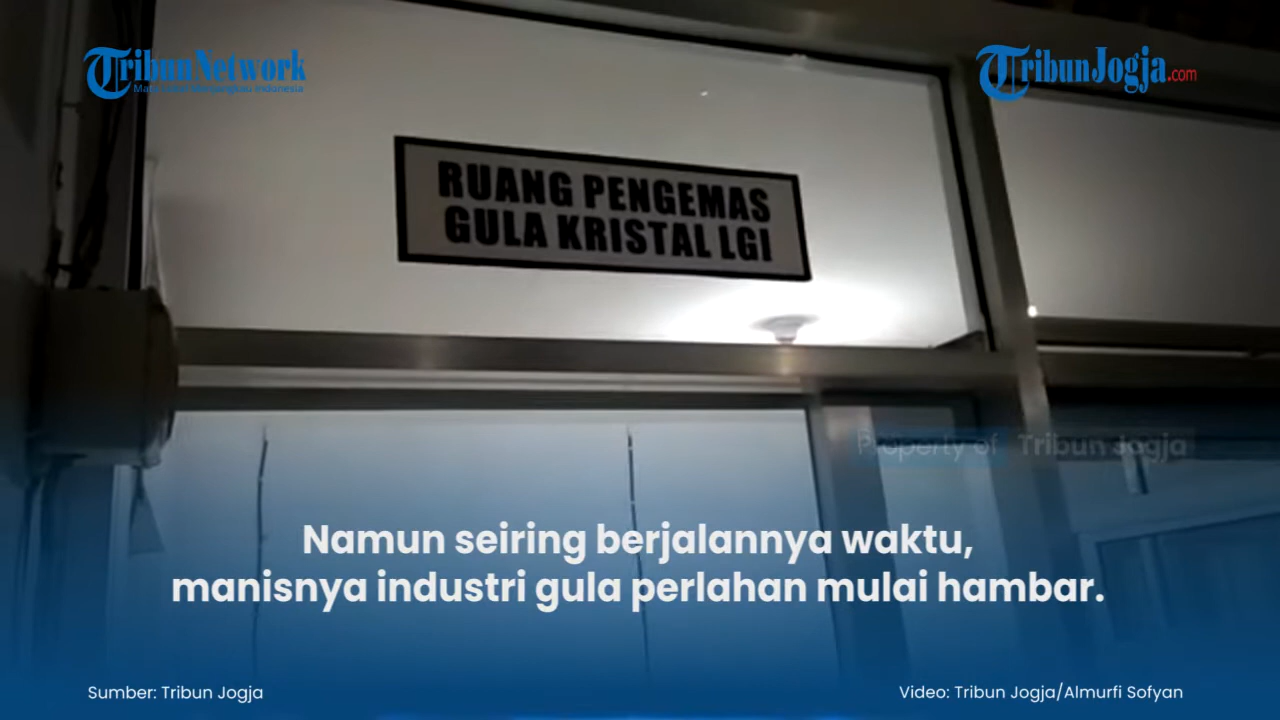 TribunNetwork
TribunJogja.com
RUANG PENGEMAS
GULA KRISTAL LGI
Property of Tribun Jogja
Namun seiring berjalannya waktu,
manisnya industri gula perlahan mulai hambar.
Sumber: Tribun Jogja
Video: Tribun Jogja/Almurfi Sofyan